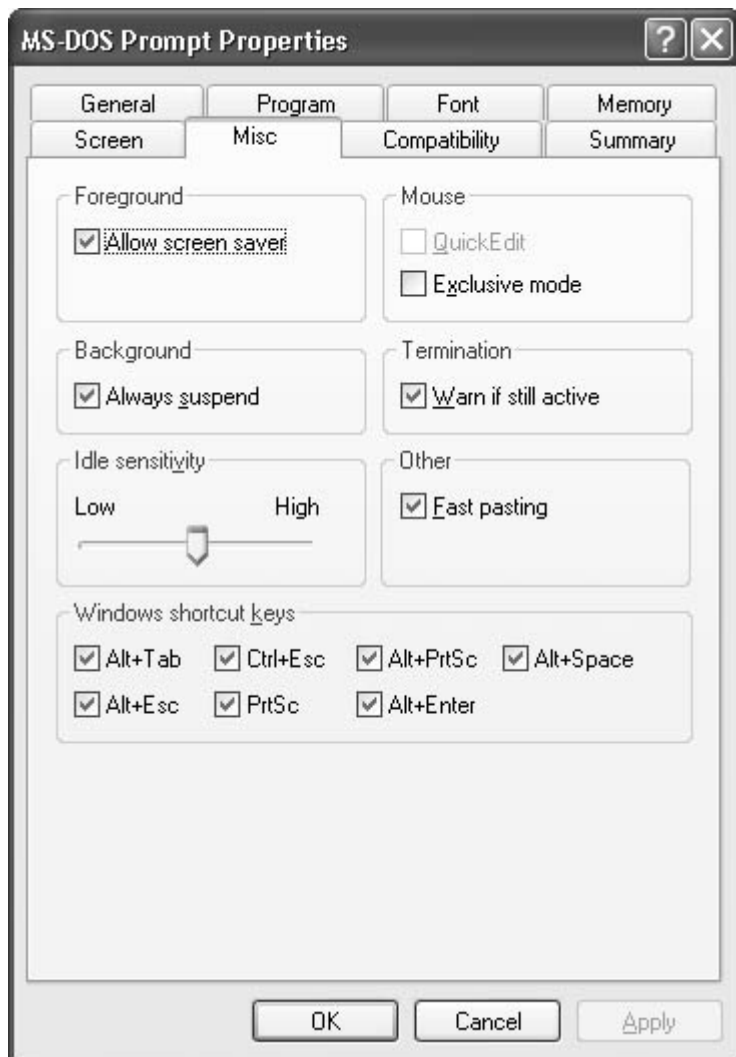 MS-DOS Prompt Properties
General Program Font Memory
Screen Misc Compatibility Summary
Foreground
Allow screen saver
Mouse
QuickEdit
Exclusive mode
Background
Always suspend
Termination
Warn if still active
Idle sensitivity
Low High
Other
Fast pasting
Windows shortcut keys
Alt+Tab Ctrl+Esc Alt+PrtSc Alt+Space
Alt+Esc PrtSc Alt+Enter
OK Cancel Apply